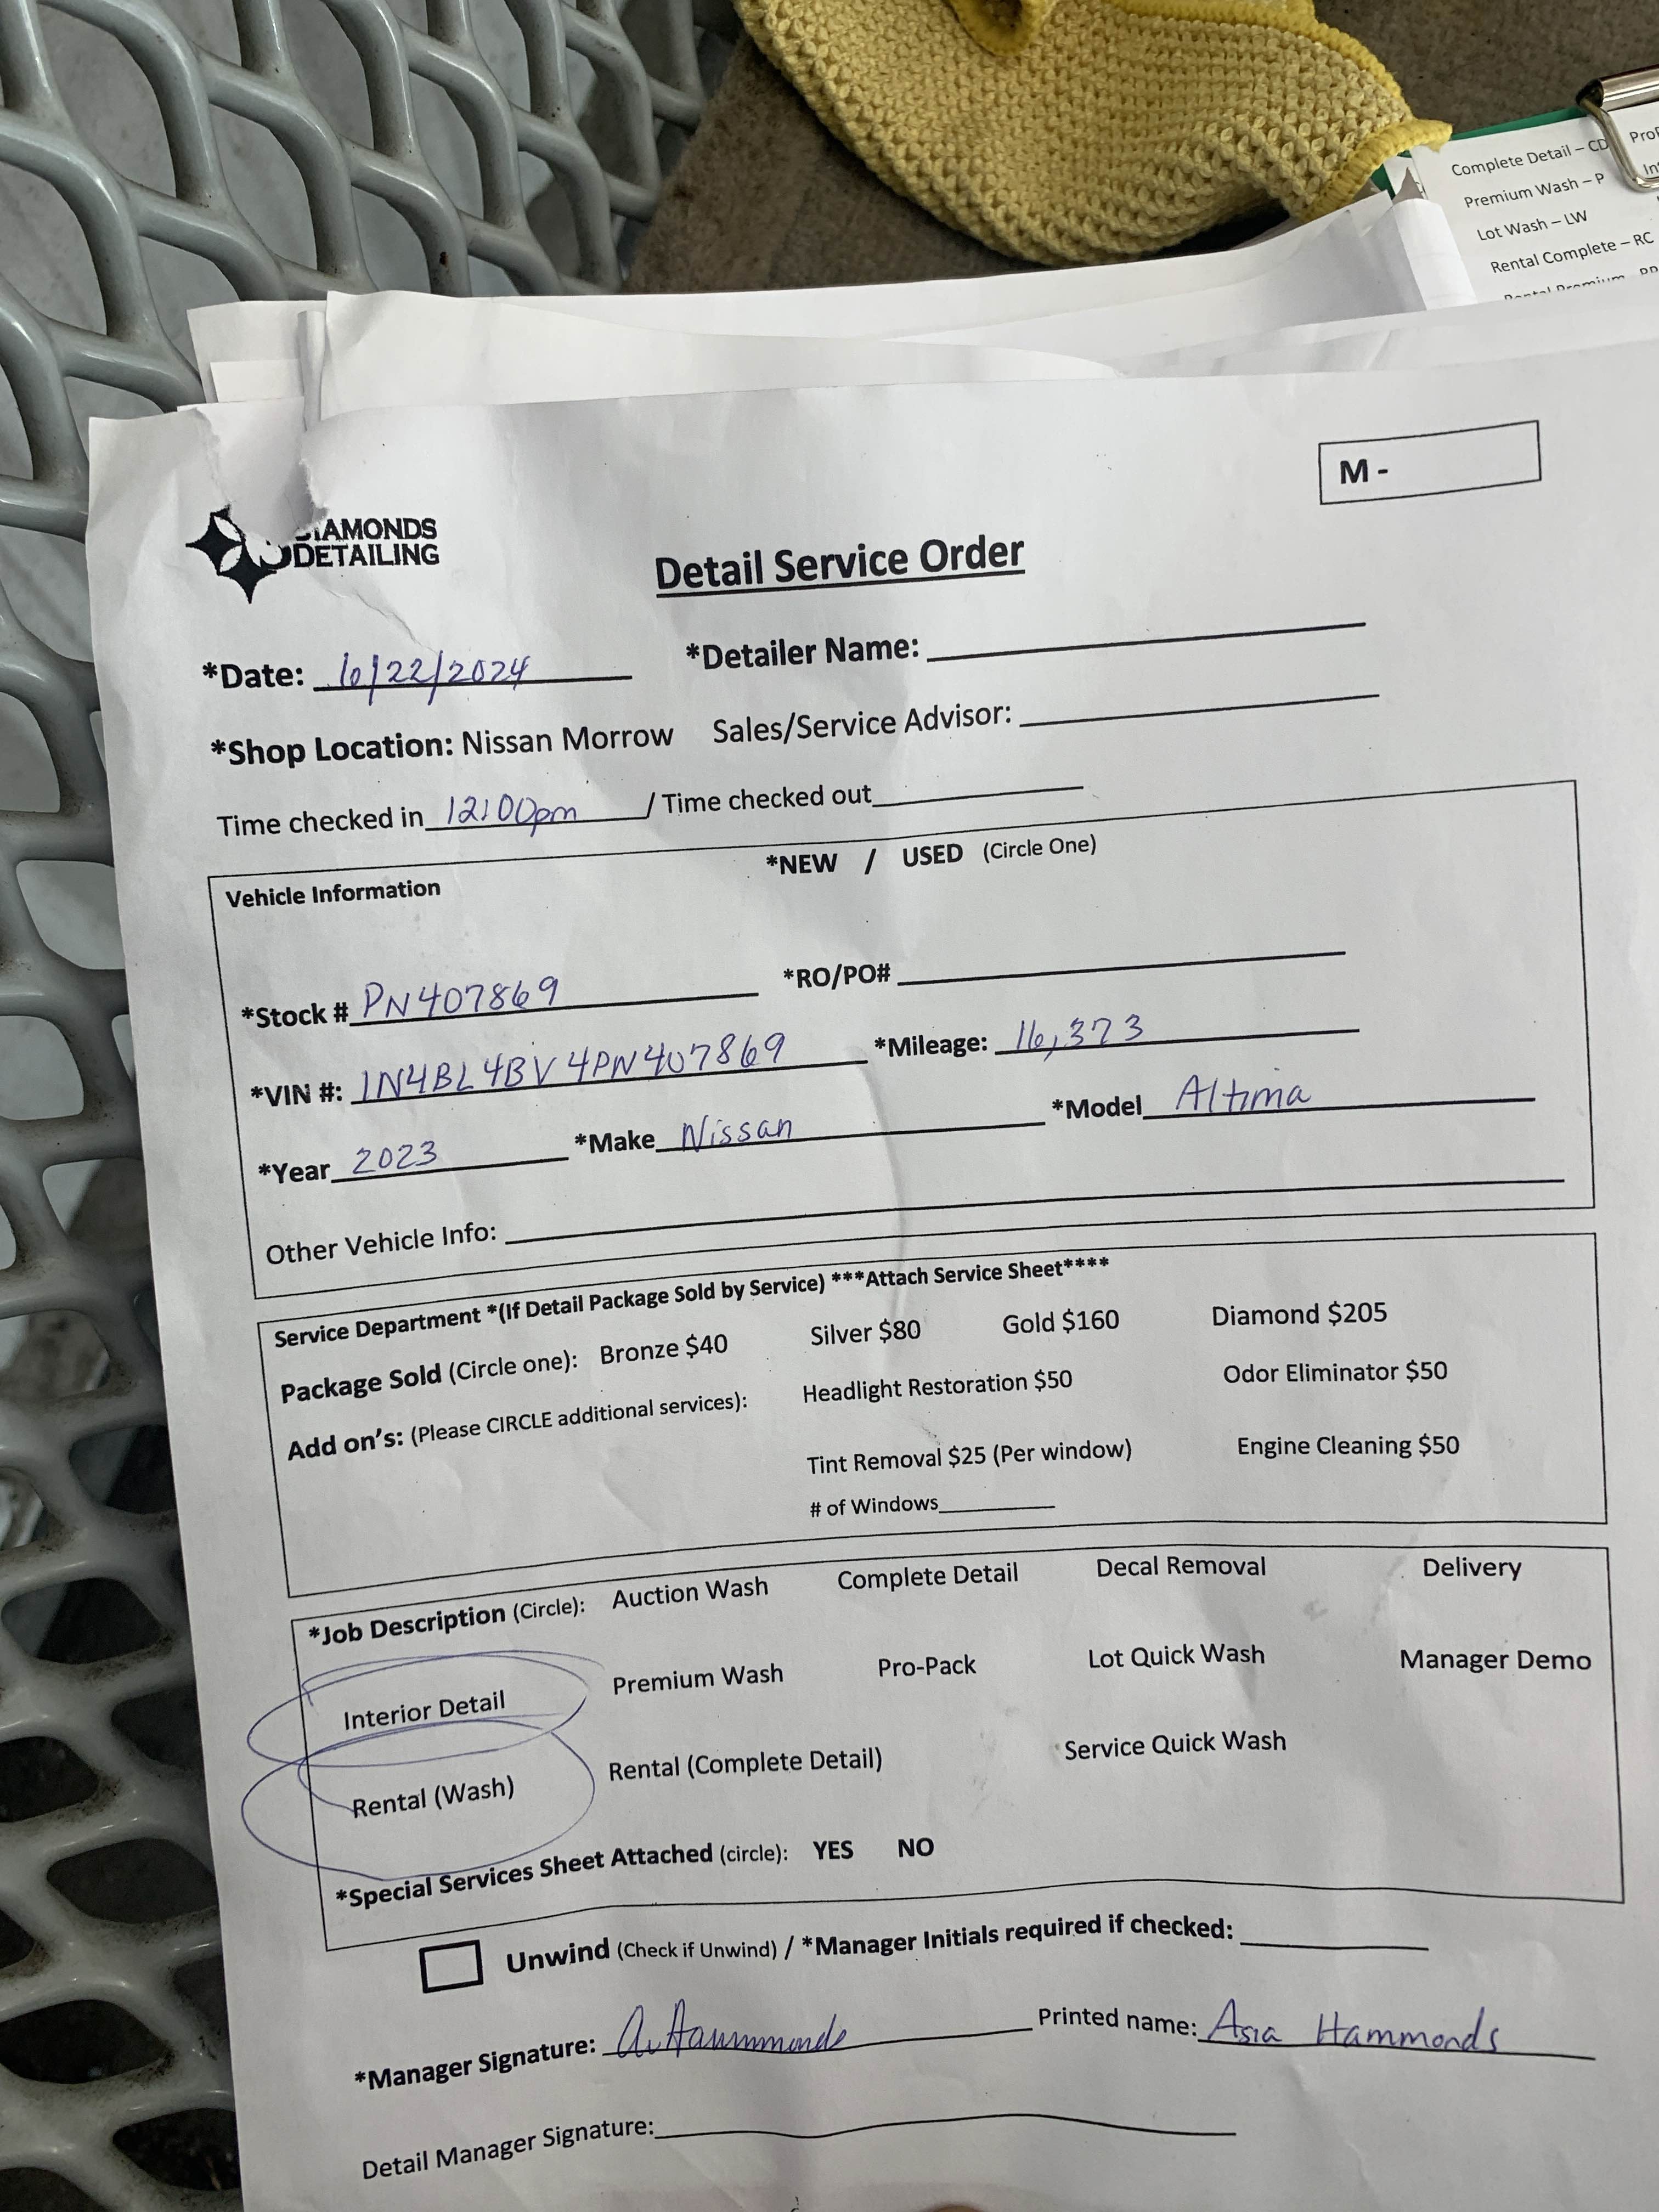 Complete Detail – CD
Premium Wash – P
Lot Wash – LW
Rental Complete – RC
M -
DIAMONDS
DETAILING
Detail Service Order
*Date: 6/22/2024 *Detailer Name:
*Shop Location: Nissan Morrow Sales/Service Advisor:
Time checked in 12:00pm / Time checked out
Vehicle Information *NEW / USED (Circle One)
*Stock # PN407869 *RO/PO#
*VIN #: 1N4BL4BV4PN407869 *Mileage: 16,373
*Year 2023 *Make Nissan *Model Altima
Other Vehicle Info:
Service Department *(If Detail Package Sold by Service) ***Attach Service Sheet****
Package Sold (Circle one): Bronze $40 Silver $80 Gold $160 Diamond $205
Add on's: (Please CIRCLE additional services): Headlight Restoration $50 Odor Eliminator $50
Tint Removal $25 (Per window) Engine Cleaning $50
# of Windows
*Job Description (Circle): Auction Wash Complete Detail Decal Removal Delivery
Interior Detail Premium Wash Pro-Pack Lot Quick Wash Manager Demo
Rental (Wash) Rental (Complete Detail) Service Quick Wash
*Special Services Sheet Attached (circle): YES NO
Unwind (Check if Unwind) / *Manager Initials required if checked:
*Manager Signature: A. Hammonds Printed name: Asia Hammonds
Detail Manager Signature: